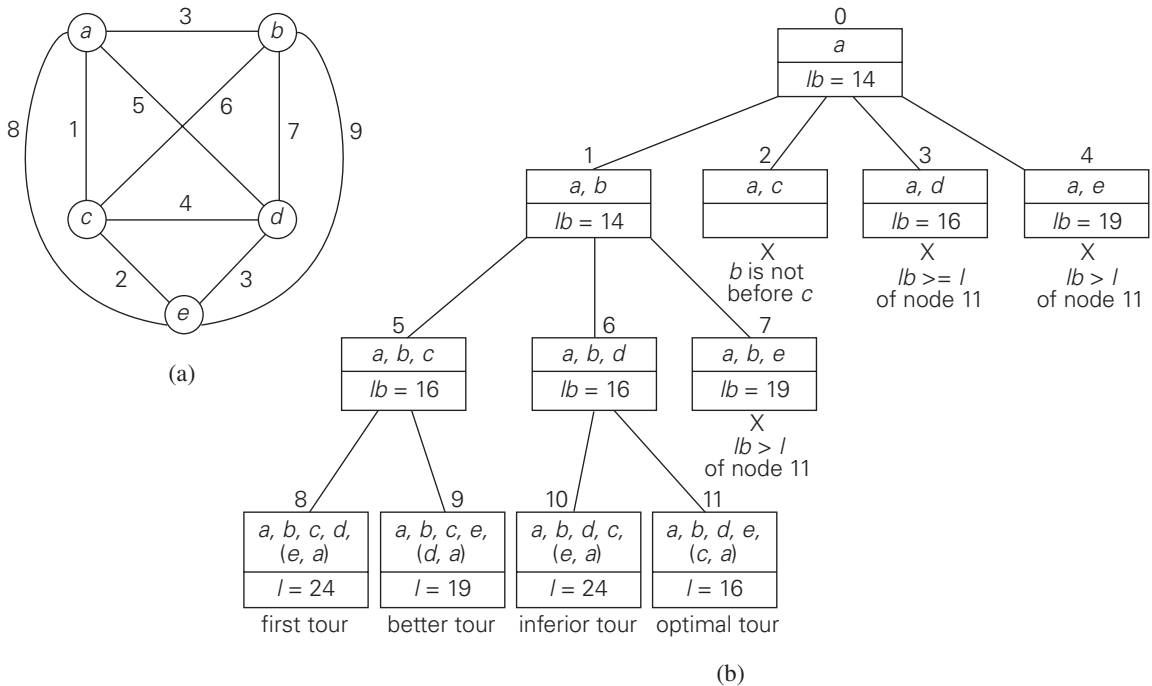 3
a
b
5
6
8
1
7
9
c
4
d
2
3
e
(a)
0
a
lb = 14
1
a, b
lb = 14
2
a, c
X
b is not
before c
3
a, d
lb = 16
X
lb >= l
of node 11
4
a, e
lb = 19
X
lb > l
of node 11
5
a, b, c
lb = 16
6
a, b, d
lb = 16
7
a, b, e
lb = 19
X
lb > l
of node 11
8
a, b, c, d,
(e, a)
l = 24
first tour
9
a, b, c, e,
(d, a)
l = 19
better tour
10
a, b, d, c,
(e, a)
l = 24
inferior tour
11
a, b, d, e,
(c, a)
l = 16
optimal tour
(b)